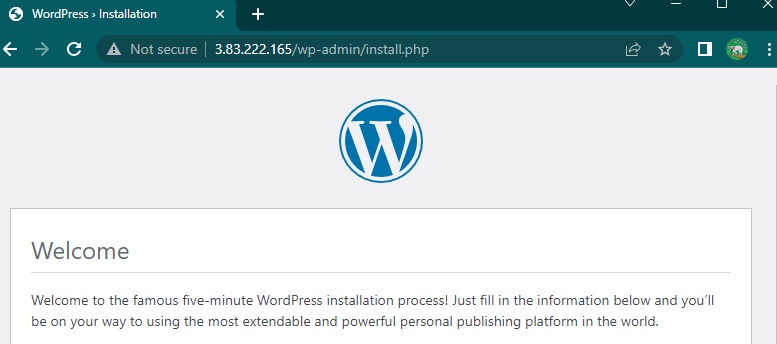 WordPress › Installation
Not secure 3.83.222.165/wp-admin/install.php
Welcome
Welcome to the famous five-minute WordPress installation process! Just fill in the information below and you’ll
be on your way to using the most extendable and powerful personal publishing platform in the world.